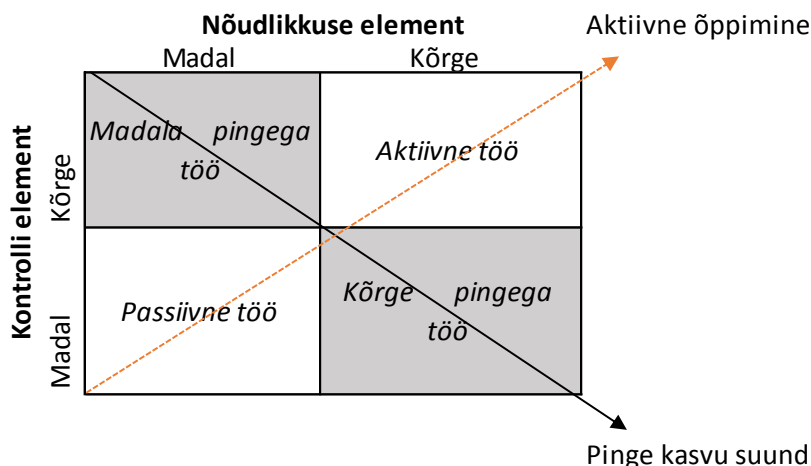 Nõudlikkuse element
Aktiivne õppimine
Madal
Kõrge
Kontrolli element
Kõrge
Madala pingega
töö
Aktiivne töö
Madal
Passiivne töö
Kõrge pingega
töö
Pinge kasvu suund